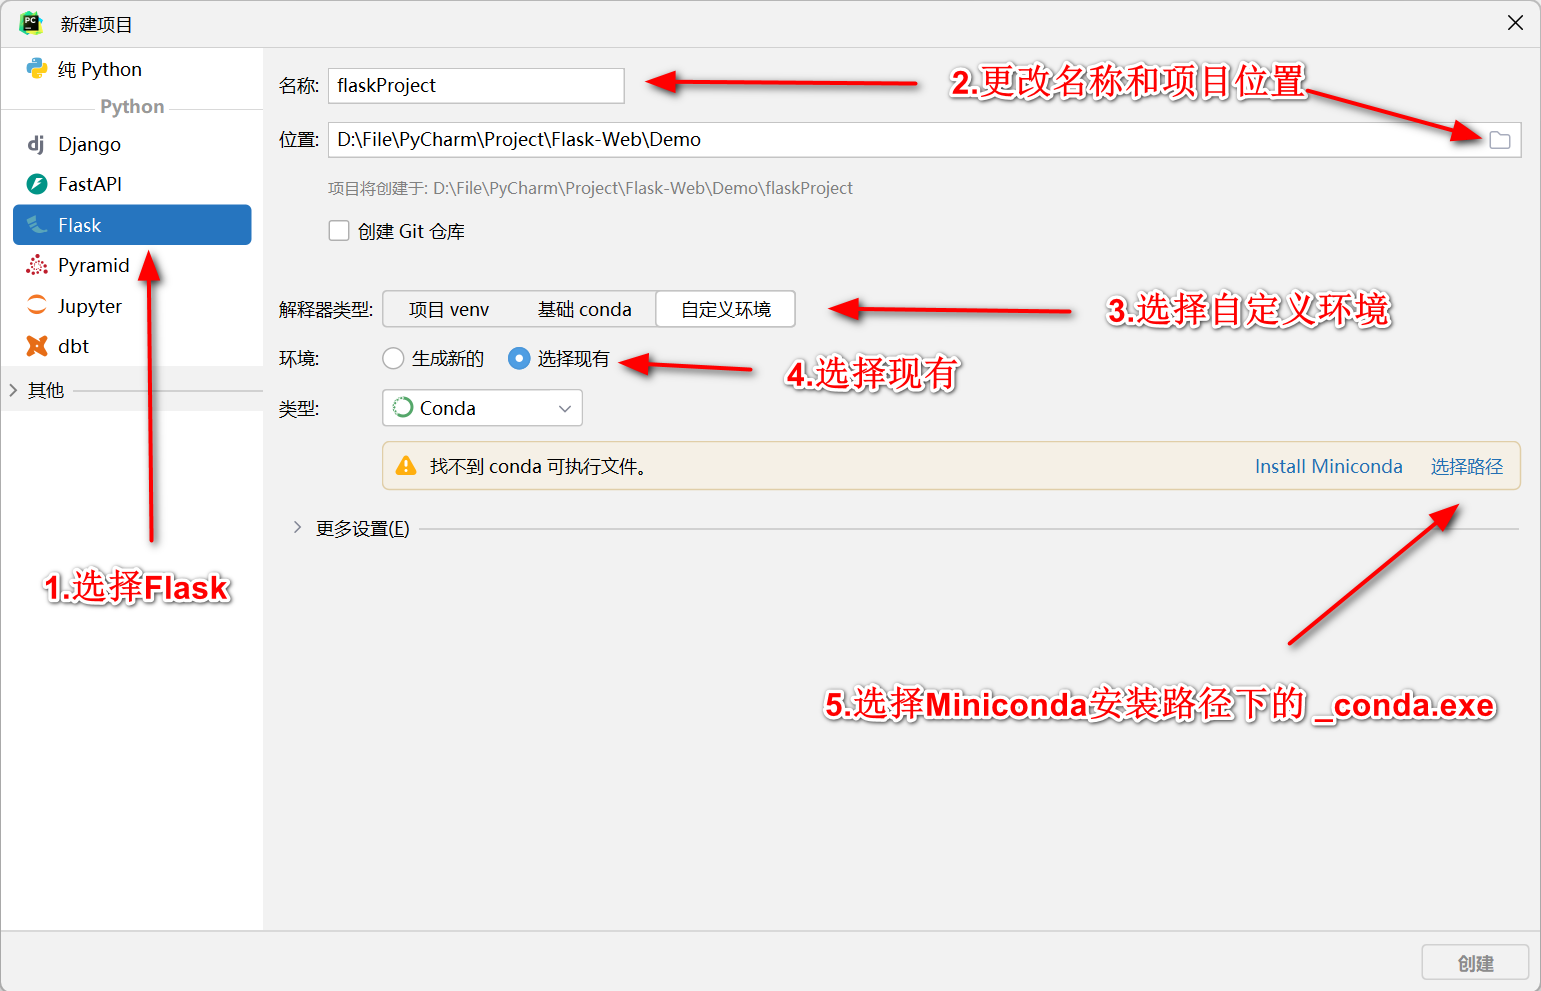 PC
新建项目
纯 Python
Python
dj Django
FastAPI
Flask
Pyramid
Jupyter
dbt
其他
名称: flaskProject
2.更改名称和项目位置
位置: D:\File\PyCharm\Project\Flask-Web\Demo
项目将创建于: D:\File\PyCharm\Project\Flask-Web\Demo\flaskProject
创建 Git 仓库
解释器类型: 项目 venv 基础 conda 自定义环境
3.选择自定义环境
环境: 生成新的 选择现有
4.选择现有
类型: Conda
找不到 conda 可执行文件。 Install Miniconda 选择路径
更多设置(E)
1.选择Flask
5.选择Miniconda安装路径下的 _conda.exe
创建